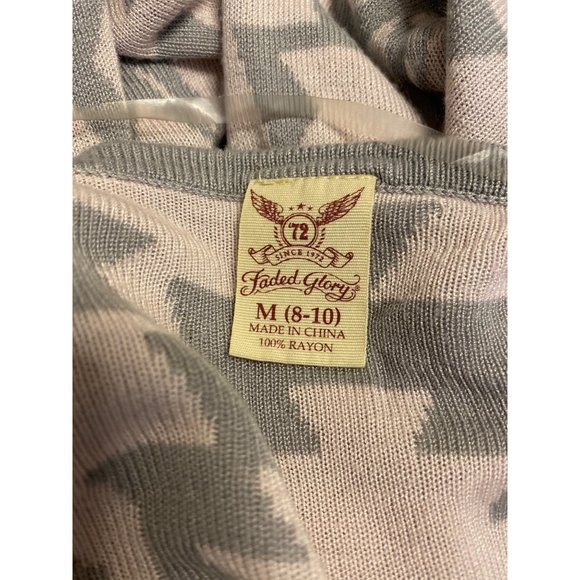 '72
SINCE 1972
Faded Glory
M (8-10)
MADE IN CHINA
100% RAYON